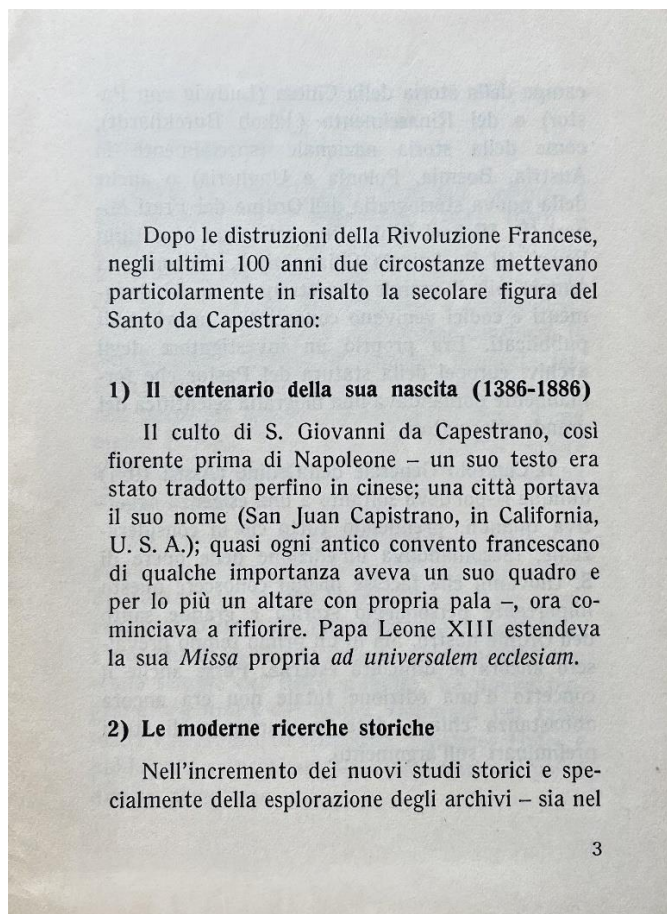 Dopo le distruzioni della Rivoluzione Francese,
negli ultimi 100 anni due circostanze mettevano
particolarmente in risalto la secolare figura del
Santo da Capestrano:
1) Il centenario della sua nascita (1386-1886)
Il culto di S. Giovanni da Capestrano, così
fiorente prima di Napoleone – un suo testo era
stato tradotto perfino in cinese; una città portava
il suo nome (San Juan Capistrano, in California,
U. S. A.); quasi ogni antico convento francescano
di qualche importanza aveva un suo quadro e
per lo più un altare con propria pala –, ora co-
minciava a rifiorire. Papa Leone XIII estendeva
la sua Missa propria ad universalem ecclesiam.
2) Le moderne ricerche storiche
Nell'incremento dei nuovi studi storici e spe-
cialmente della esplorazione degli archivi – sia nel
3